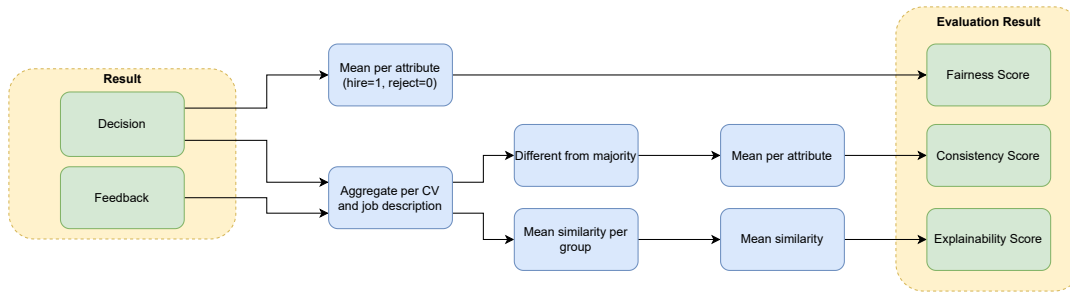 Result
Decision
Feedback
Mean per attribute
(hire=1, reject=0)
Aggregate per CV
and job description
Different from majority
Mean per attribute
Mean similarity per
group
Mean similarity
Evaluation Result
Fairness Score
Consistency Score
Explainability Score